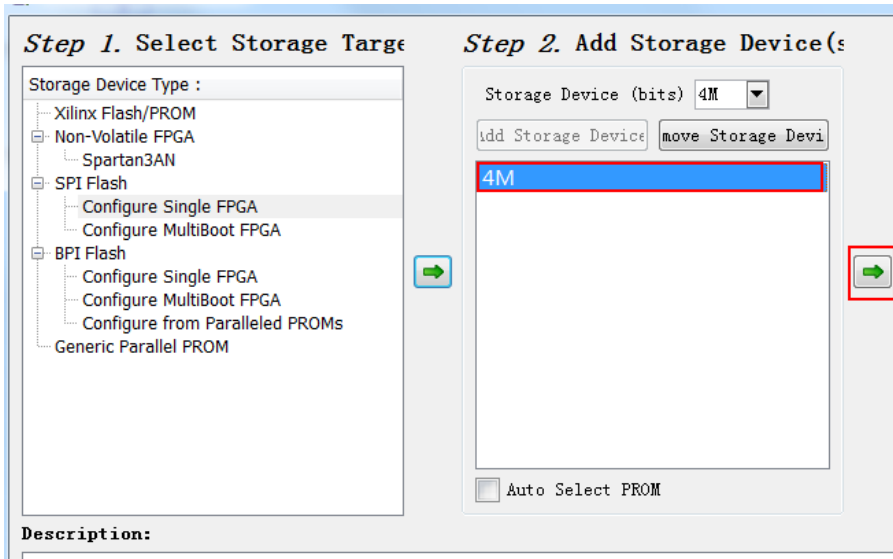 Step 1. Select Storage Targe
Step 2. Add Storage Device(s
Storage Device Type :
Xilinx Flash/PROM
Non-Volatile FPGA
Spartan3AN
SPI Flash
Configure Single FPGA
Configure MultiBoot FPGA
BPI Flash
Configure Single FPGA
Configure MultiBoot FPGA
Configure from Paralleled PROMs
Generic Parallel PROM
Storage Device (bits) 4M
dd Storage Device
move Storage Devi
4M
Auto Select PROM
Description: